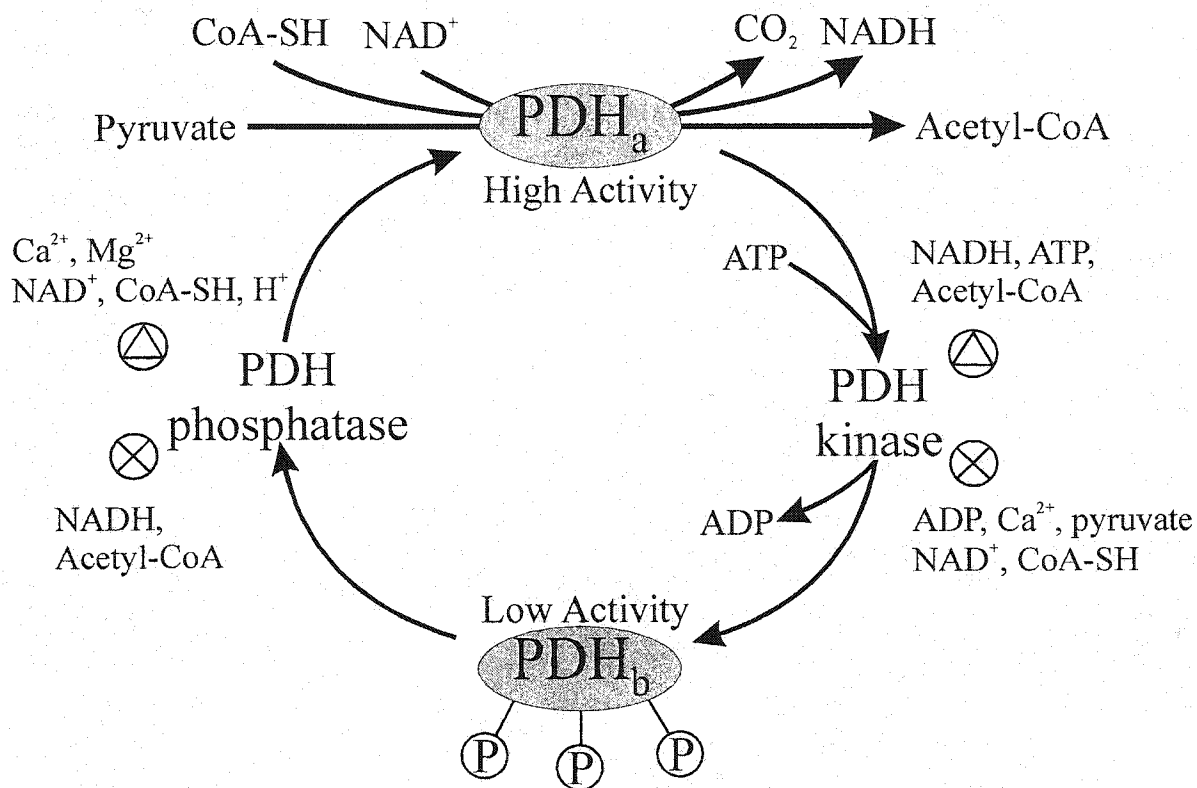 CoA-SH NAD⁺ CO₂ NADH
Pyruvate PDHₐ Acetyl-CoA
High Activity
Ca²⁺, Mg²⁺
NAD⁺, CoA-SH, H⁺
ATP
NADH, ATP,
Acetyl-CoA
PDH
phosphatase
PDH
kinase
NADH,
Acetyl-CoA
ADP
ADP, Ca²⁺, pyruvate
NAD⁺, CoA-SH
Low Activity
PDH_b
P P P